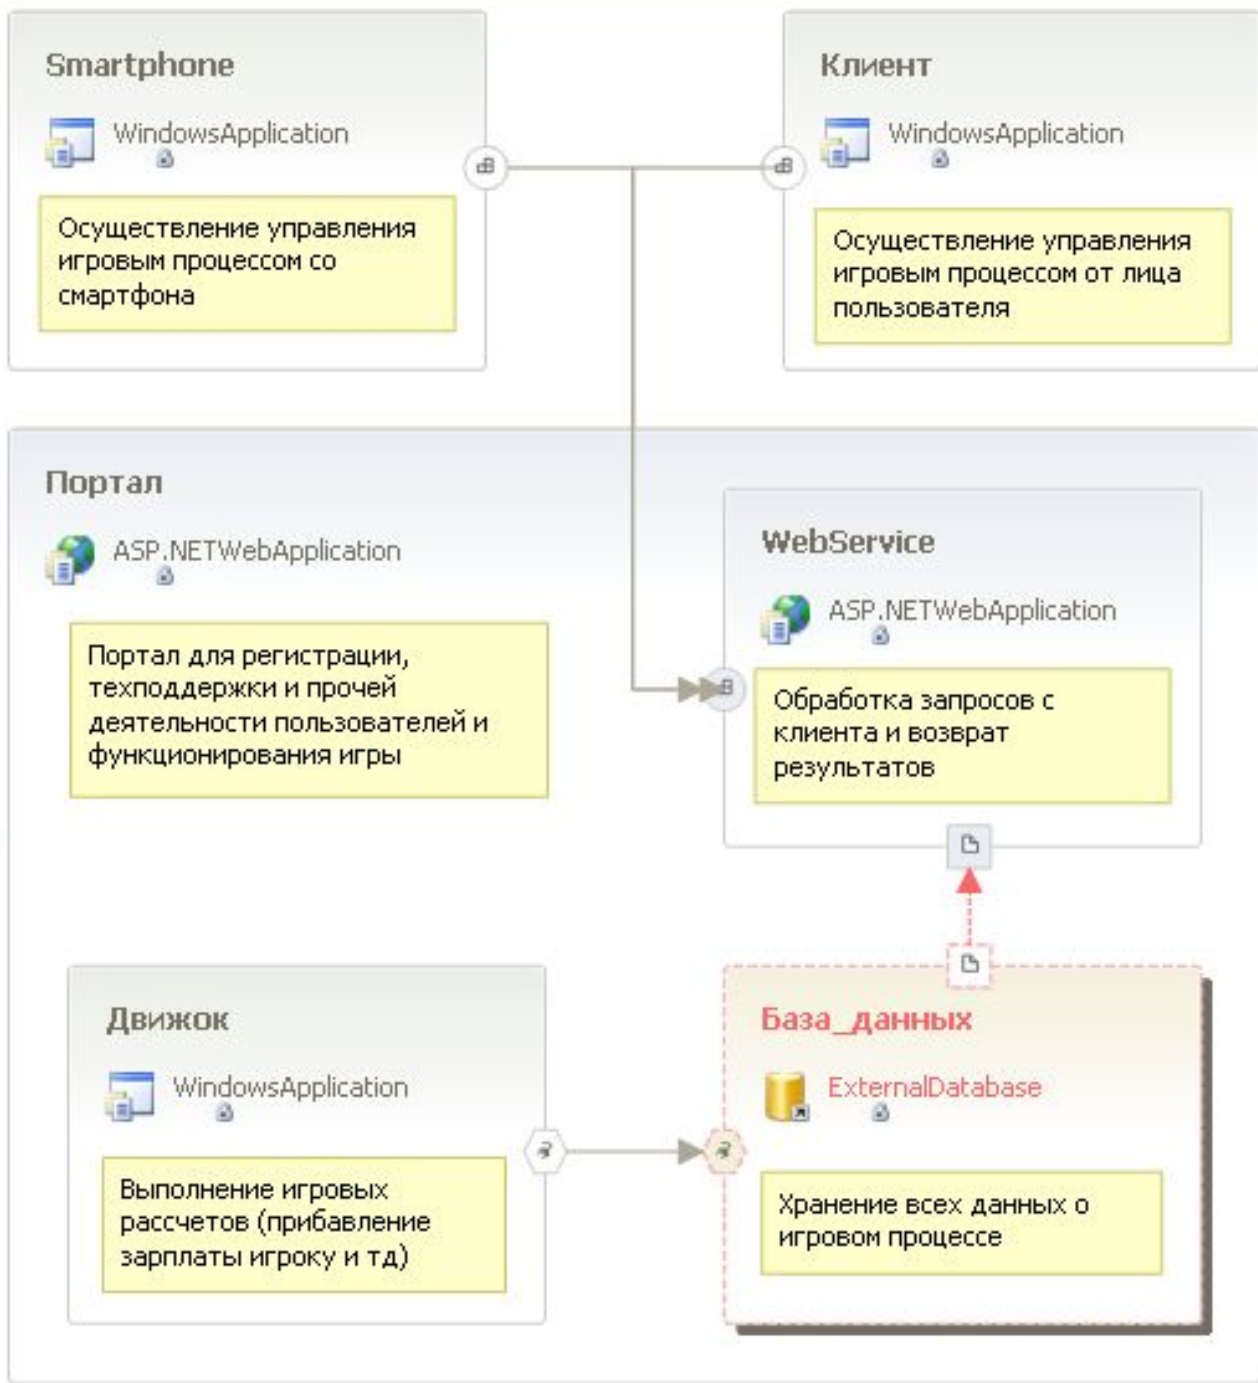 Smartphone
WindowsApplication
Осуществление управления
игровым процессом со
смартфона
Клиент
WindowsApplication
Осуществление управления
игровым процессом от лица
пользователя
Портал
ASP.NETWebApplication
Портал для регистрации,
техподдержки и прочей
деятельности пользователей и
функционирования игры
WebService
ASP.NETWebApplication
Обработка запросов с
клиента и возврат
результатов
Движок
WindowsApplication
Выполнение игровых
рассчетов (прибавление
зарплаты игроку и тд)
База_данных
ExternalDatabase
Хранение всех данных о
игровом процессе